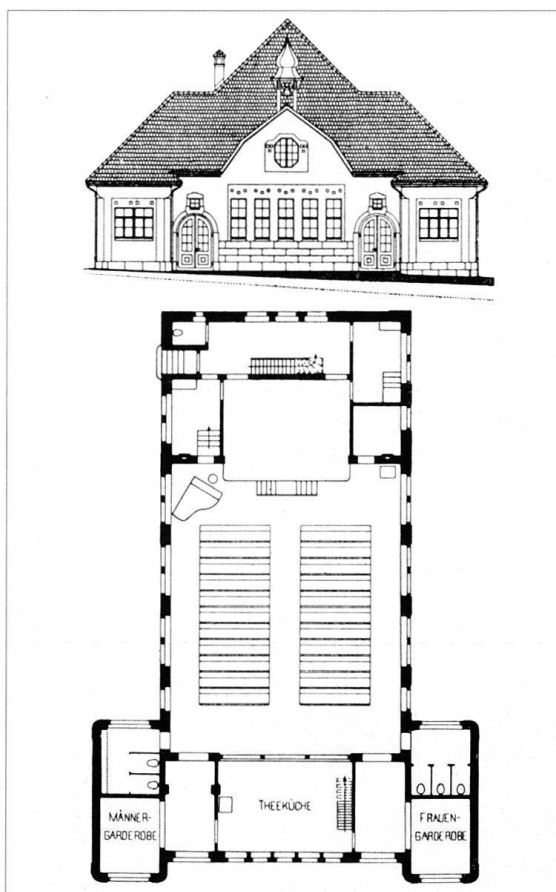 THEEKÜCHE
MÄNNER-
GARDEROBE
FRAUEN-
GARDEROBE